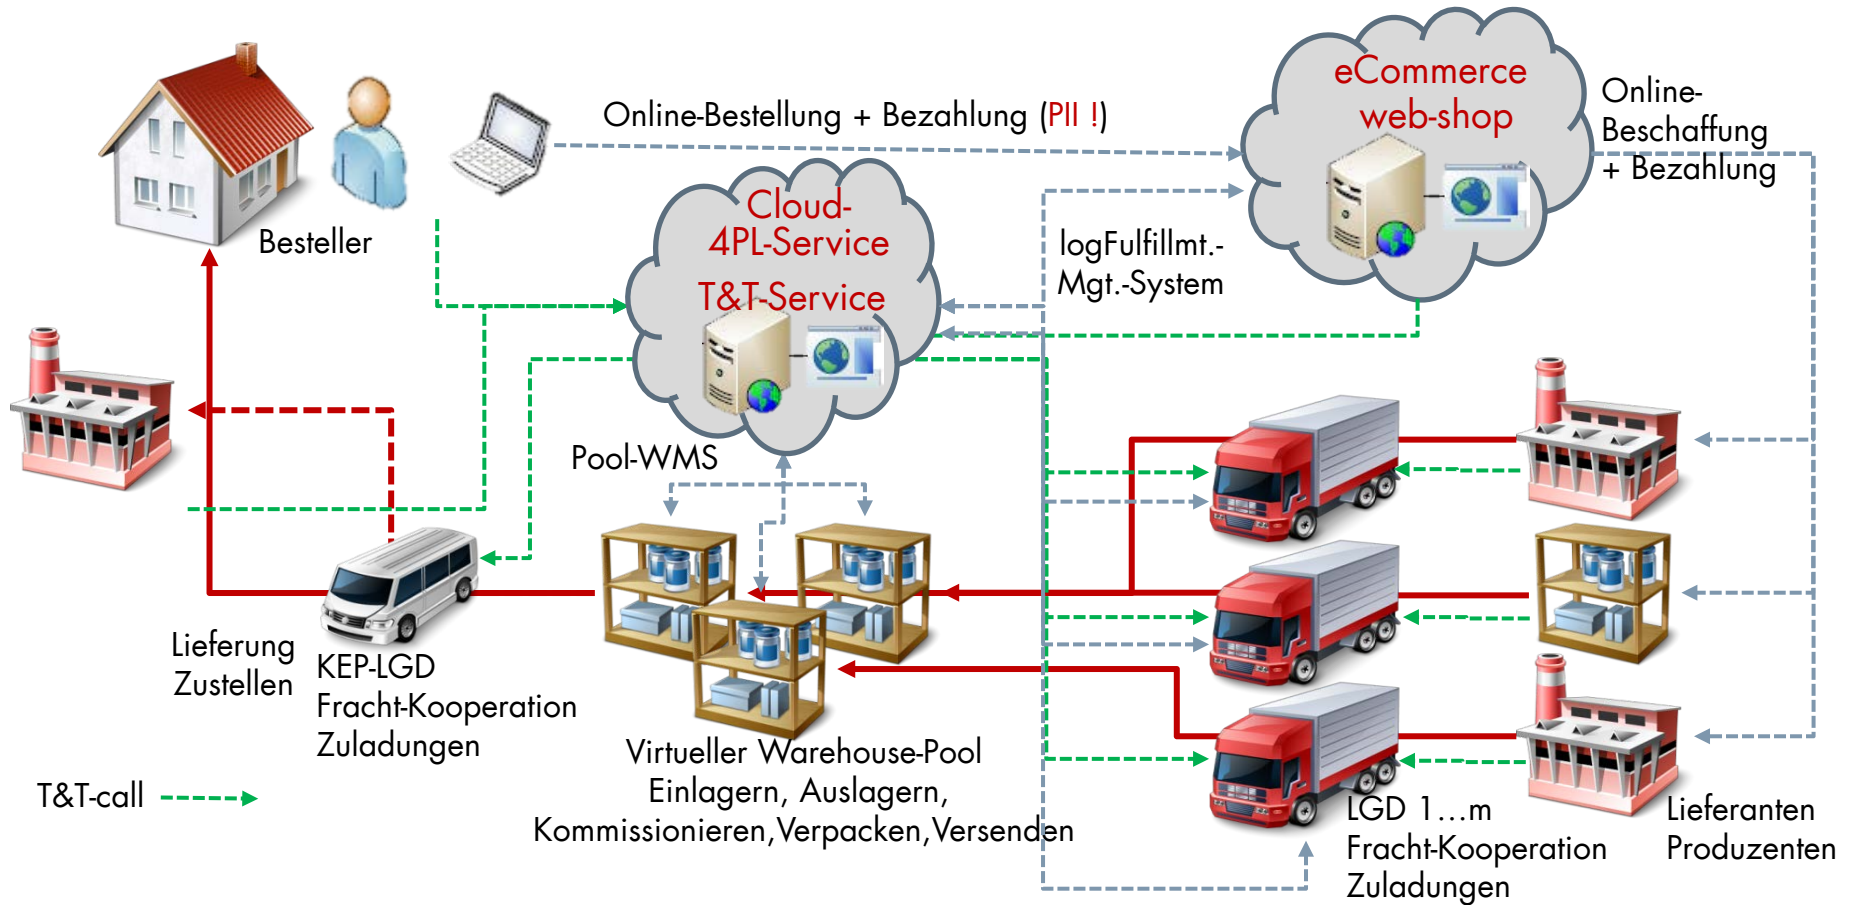 eCommerce
web-shop
Online-
Beschaffung
+ Bezahlung
Online-Bestellung + Bezahlung (PII !)
Cloud-
4PL-Service
T&T-Service
Besteller
logFulfillmt.-
Mgt.-System
Pool-WMS
Lieferung
Zustellen
KEP-LGD
Fracht-Kooperation
Zuladungen
Virtueller Warehouse-Pool
Einlagern, Auslagern,
Kommissionieren,Verpacken,Versenden
T&T-call
LGD 1...m
Fracht-Kooperation
Zuladungen
Lieferanten
Produzenten